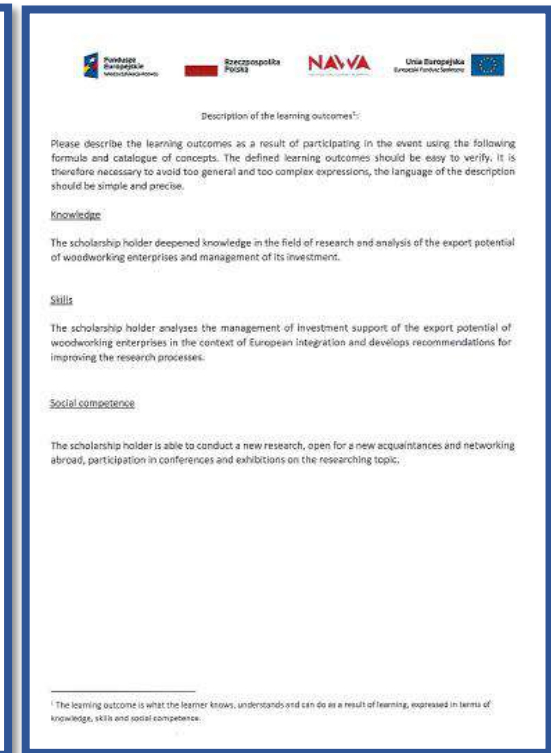 Fundusze
Europejskie
Wiedza Edukacja Rozwój
Rzeczpospolita
Polska
NAWA
Unia Europejska
Europejski Fundusz Społeczny
Description of the learning outcomes¹:
Please describe the learning outcomes as a result of participating in the event using the following
formula and catalogue of concepts. The defined learning outcomes should be easy to verify. It is
therefore necessary to avoid too general and too complex expressions, the language of the description
should be simple and precise.
Knowledge
The scholarship holder deepened knowledge in the field of research and analysis of the export potential
of woodworking enterprises and management of its investment.
Skills
The scholarship holder analyses the management of investment support of the export potential of
woodworking enterprises in the context of European integration and develops recommendations for
improving the research processes.
Social competence
The scholarship holder is able to conduct a new research, open for a new acquaintances and networking
abroad, participation in conferences and exhibitions on the researching topic.
¹ The learning outcome is what the learner knows, understands and can do as a result of learning, expressed in terms of
knowledge, skills and social competence.